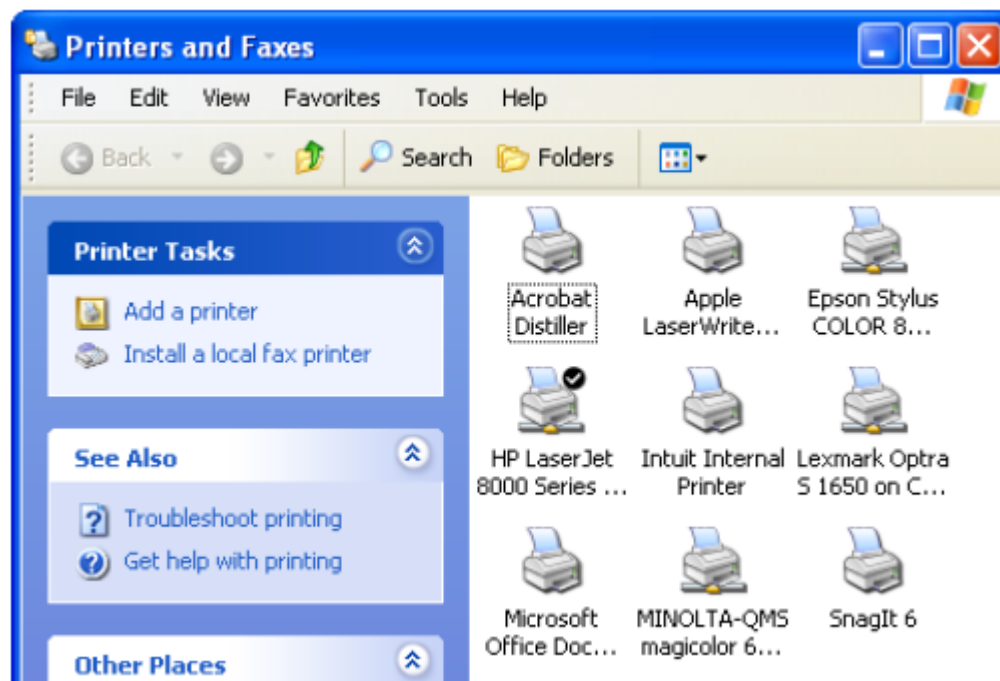 Printers and Faxes
File Edit View Favorites Tools Help
Back Search Folders
Printer Tasks
Add a printer
Install a local fax printer
See Also
Troubleshoot printing
Get help with printing
Other Places
Acrobat
Distiller
Apple
LaserWrite...
Epson Stylus
COLOR 8...
HP LaserJet
8000 Series ...
Intuit Internal
Printer
Lexmark Optra
S 1650 on C...
Microsoft
Office Doc...
MINOLTA-QMS
magicolor 6...
SnagIt 6